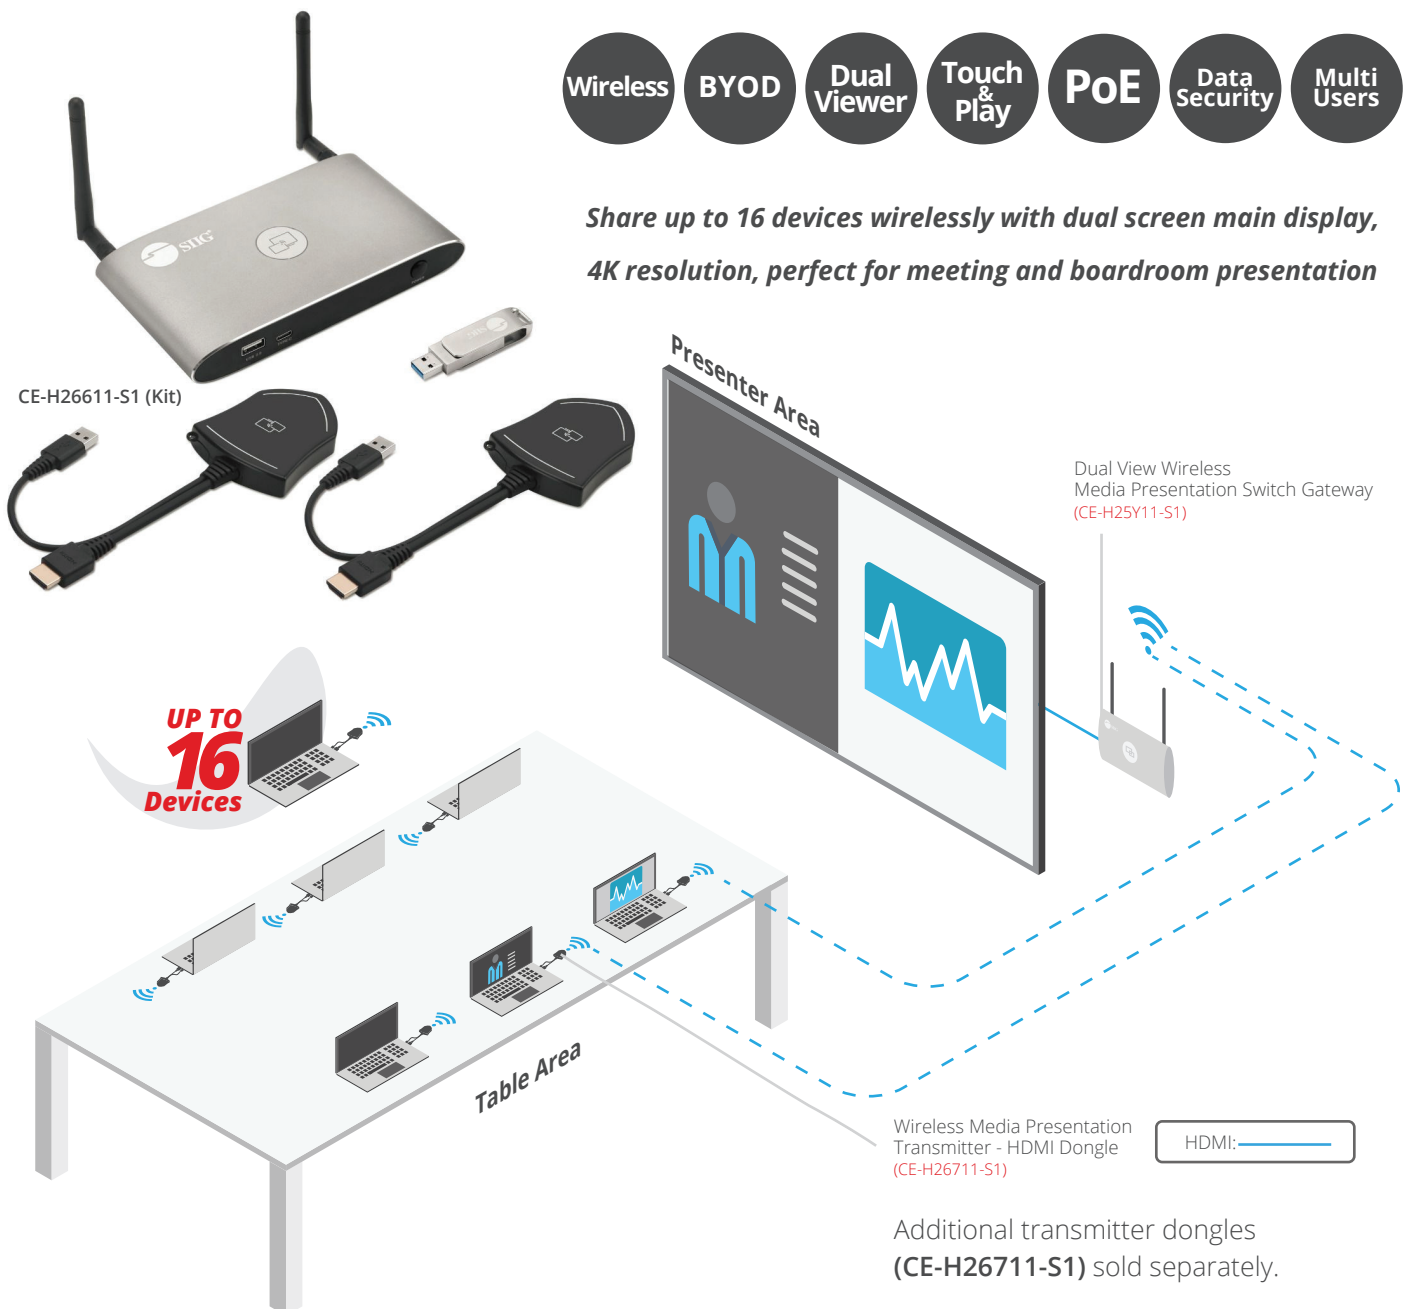 Wireless
BYOD
Dual
Viewer
Touch
&
Play
PoE
Data
Security
Multi
Users
Share up to 16 devices wirelessly with dual screen main display,
4K resolution, perfect for meeting and boardroom presentation
SIIG
CE-H26611-S1 (Kit)
Presenter Area
Dual View Wireless
Media Presentation Switch Gateway
(CE-H25Y11-S1)
UP TO
16
Devices
Table Area
Wireless Media Presentation
Transmitter - HDMI Dongle
(CE-H26711-S1)
HDMI:
Additional transmitter dongles
(CE-H26711-S1) sold separately.